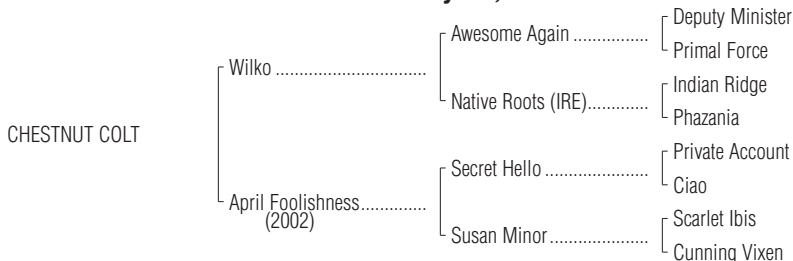 Deputy Minister
Awesome Again ................
Primal Force
Wilko ...............................
Indian Ridge
Native Roots (IRE).............
Phazania
CHESTNUT COLT
Private Account
Secret Hello .....................
Ciao
April Foolishness..............
(2002)
Scarlet Ibis
Susan Minor.....................
Cunning Vixen